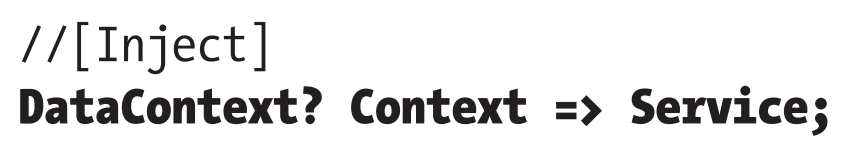 //[Inject]
DataContext? Context => Service;